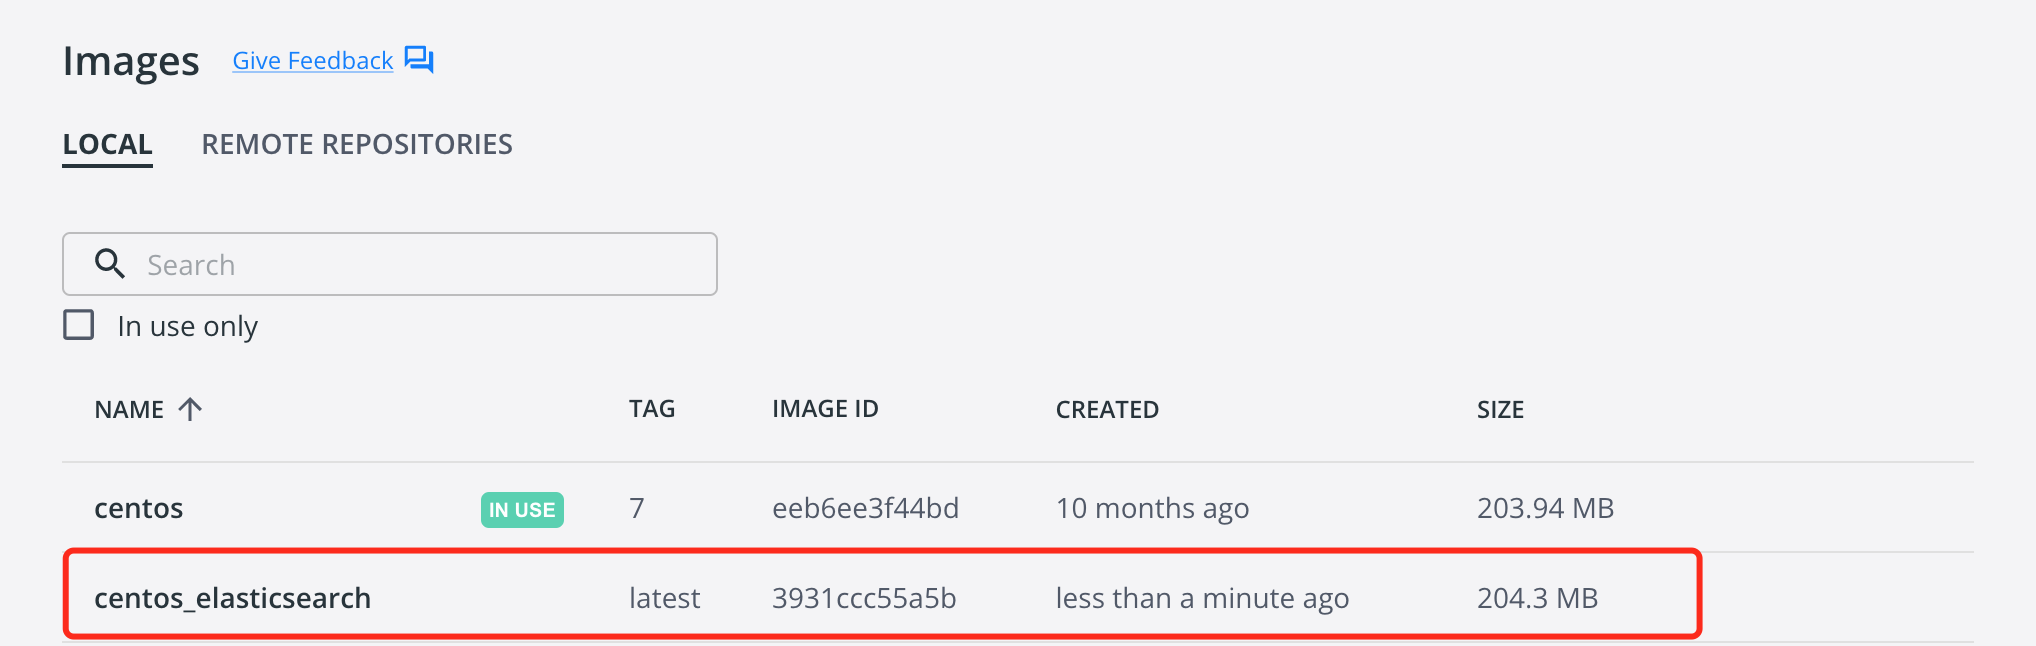 Images Give Feedback
LOCAL REMOTE REPOSITORIES
Search
In use only
NAME TAG IMAGE ID CREATED SIZE
centos IN USE 7 eeb6ee3f44bd 10 months ago 203.94 MB
centos_elasticsearch latest 3931ccc55a5b less than a minute ago 204.3 MB